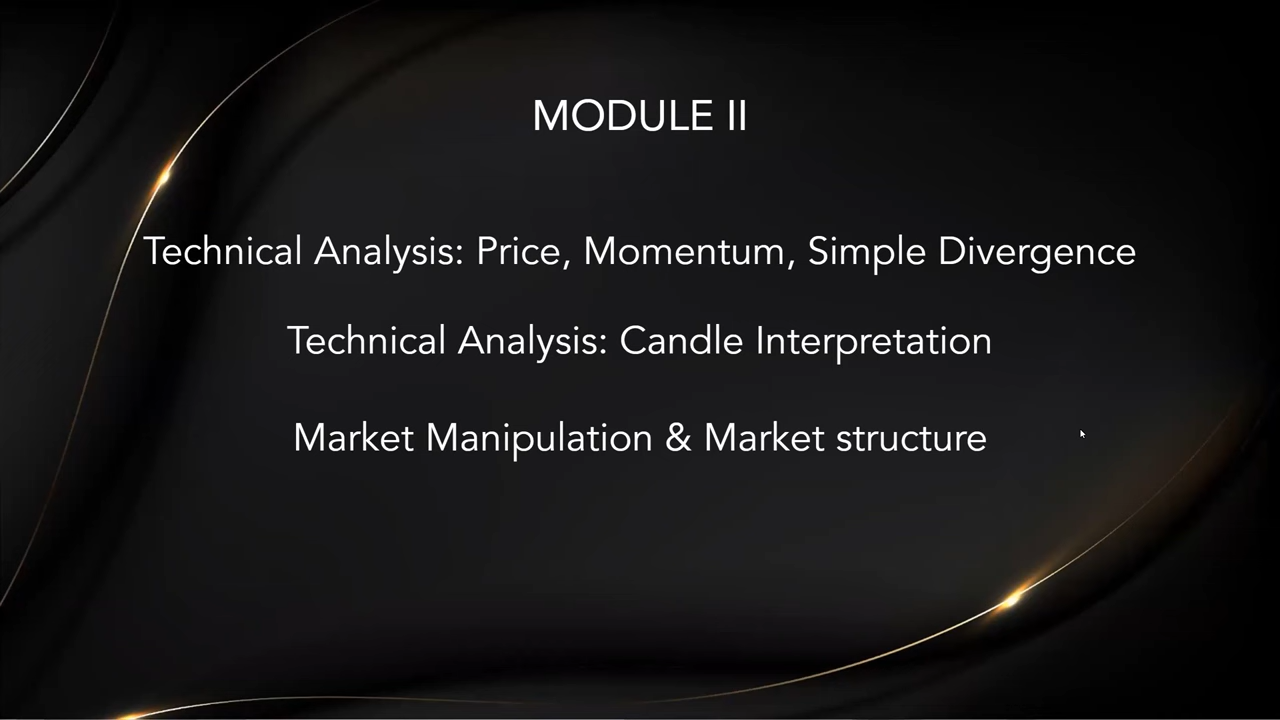 MODULE II
Technical Analysis: Price, Momentum, Simple Divergence
Technical Analysis: Candle Interpretation
Market Manipulation & Market structure